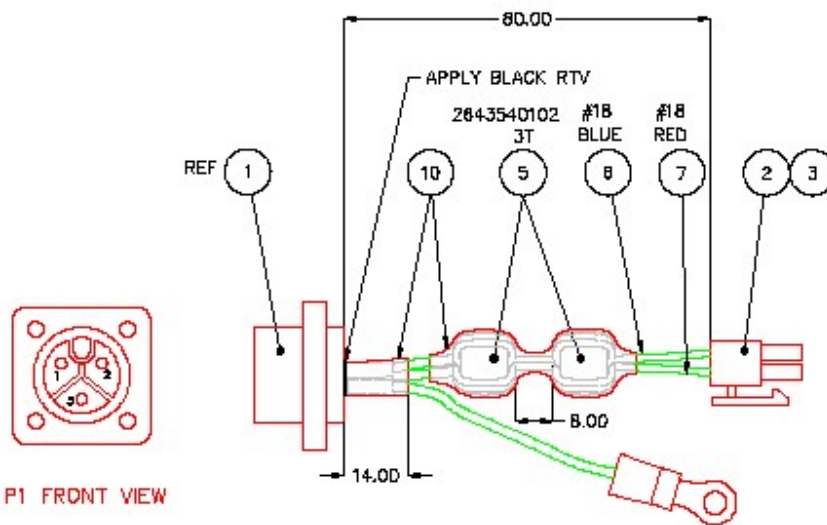 80.00
APPLY BLACK RTV
2643540102
3T
#18
BLUE
#18
RED
REF 1
10
5
8
7
2
3
1
2
3
8.00
14.00
P1 FRONT VIEW